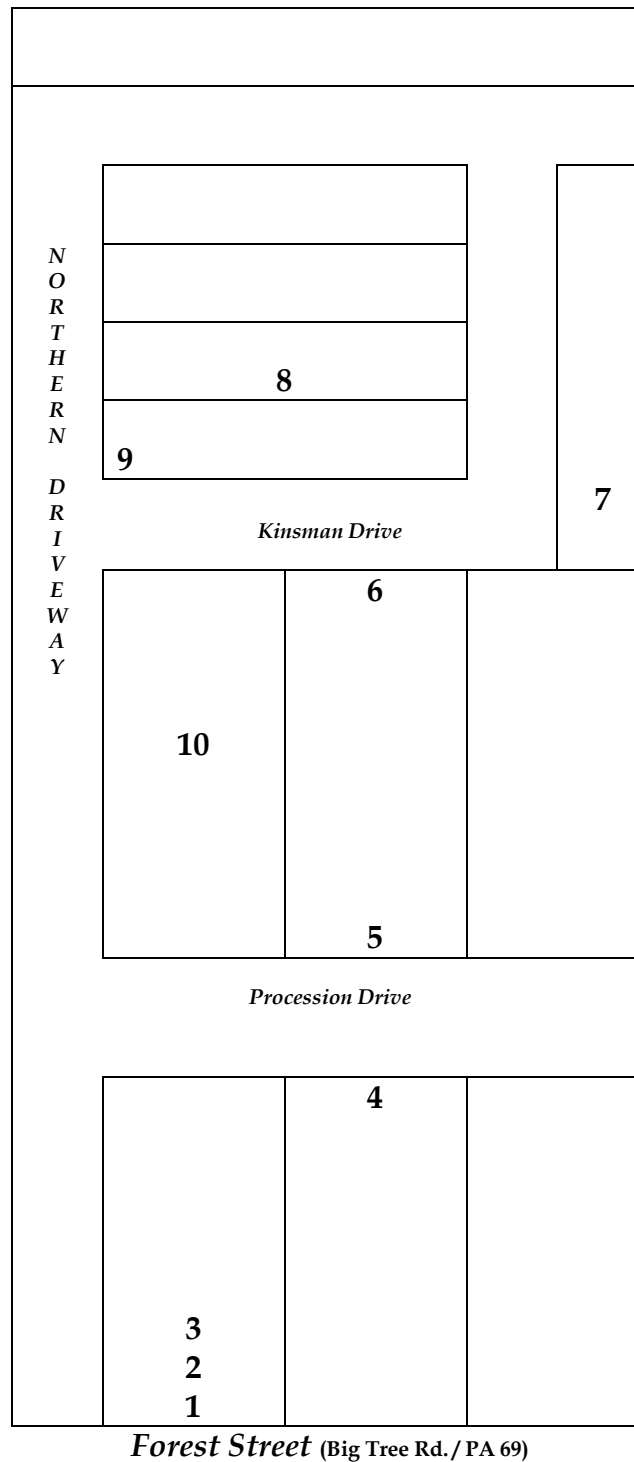 NORTHERN DRIVEWAY
8
9
7
Kinsman Drive
6
10
5
Procession Drive
4
3
2
1
Forest Street (Big Tree Rd. / PA 69)